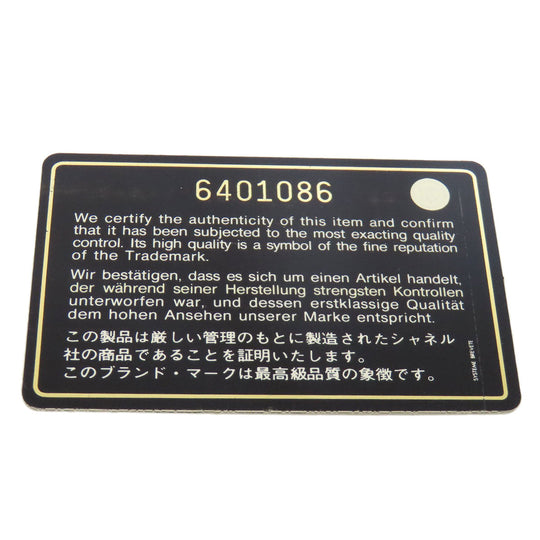 6401086
We certify the authenticity of this item and confirm
that it has been subjected to the most exacting quality
control. Its high quality is a symbol of the fine reputation
of the Trademark.
Wir bestätigen, dass es sich um einen Artikel handelt,
der während seiner Herstellung strengsten Kontrollen
unterworfen war, und dessen erstklassige Qualität
dem hohen Ansehen unserer Marke entspricht.
この製品は厳しい管理のもとに製造されたシャネル
社の商品であることを証明いたします。
このブランド・マークは最高級品質の象徴です。
SYSTEME BREVETE